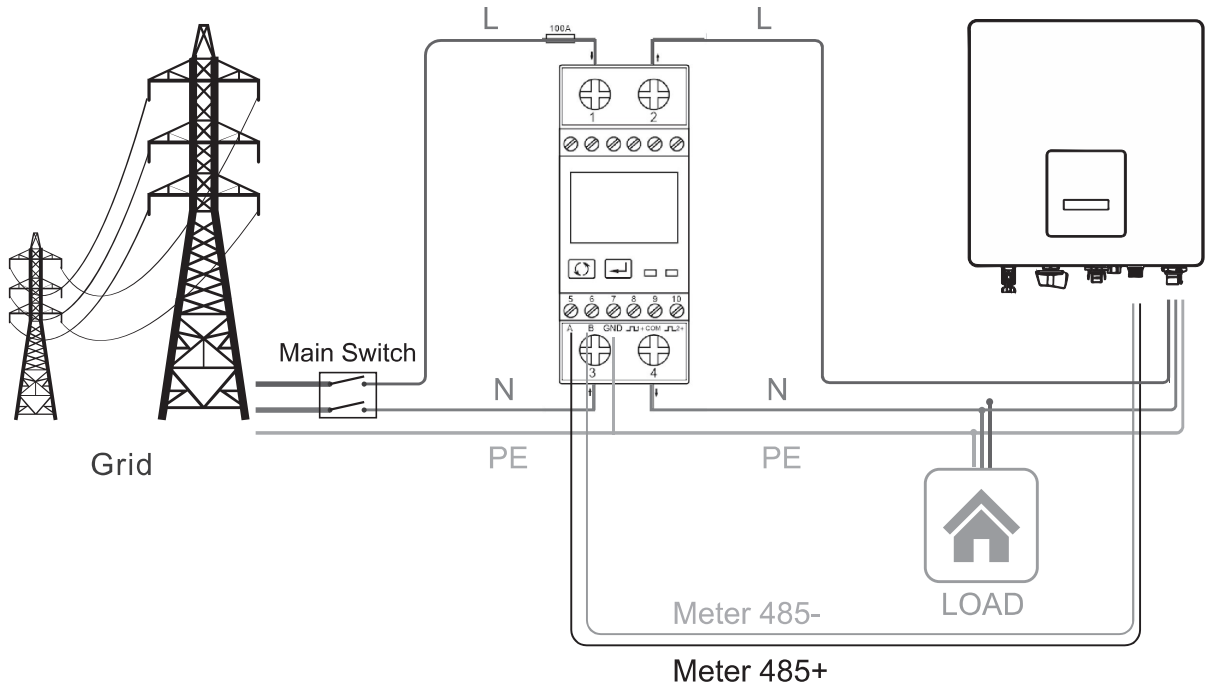 L
100A
L
1 2
5 6 7 8 9 10
A B GND + COM 2+
3 4
Main Switch
N
N
PE
PE
Grid
LOAD
Meter 485-
Meter 485+